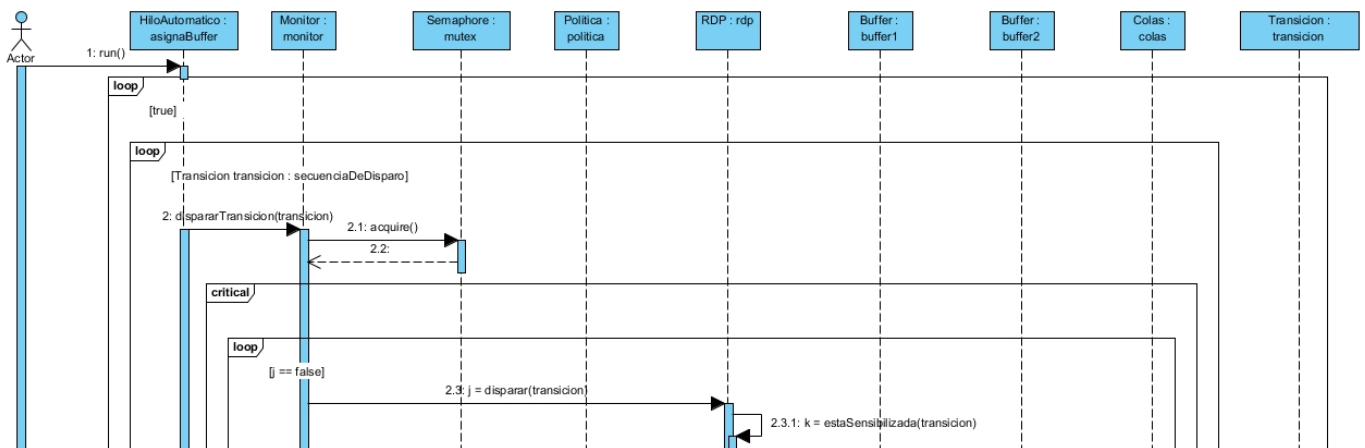 HiloAutomatico :
asignaBuffer
Monitor :
monitor
Semaphore :
mutex
Politica :
politica
RDP : rdp
Buffer :
buffer1
Buffer :
buffer2
Colas :
colas
Transicion :
transicion
Actor
1: run()
loop
[true]
loop
[Transicion transicion : secuenciaDeDisparo]
2: dispararTransicion(transicion)
2.1: acquire()
2.2:
critical
loop
[j == false]
2.3: j = disparar(transicion)
2.3.1: k = estaSensibilizada(transicion)